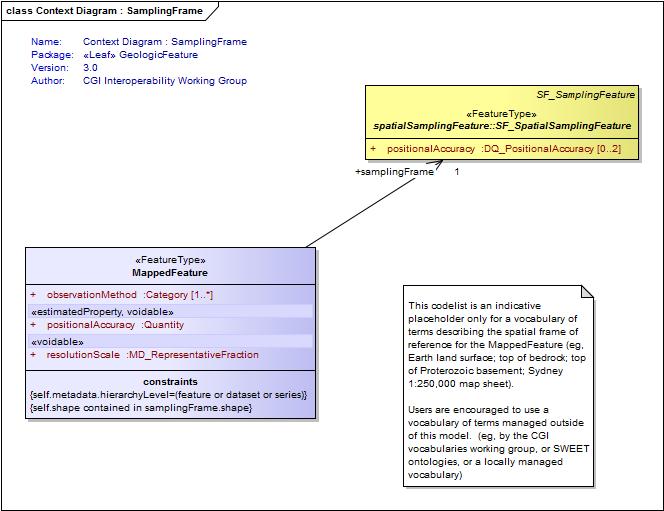 class Context Diagram : SamplingFrame
Name: Context Diagram : SamplingFrame
Package: «Leaf» GeologicFeature
Version: 3.0
Author: CGI Interoperability Working Group
SF_SamplingFeature
«FeatureType»
spatialSamplingFeature::SF_SpatialSamplingFeature
+ positionalAccuracy :DQ_PositionalAccuracy [0..2]
+samplingFrame 1
«FeatureType»
MappedFeature
+ observationMethod :Category [1..*]
«estimatedProperty, voidable»
+ positionalAccuracy :Quantity
«voidable»
+ resolutionScale :MD_RepresentativeFraction
constraints
{self.metadata.hierarchyLevel=(feature or dataset or series)}
{self.shape contained in samplingFrame.shape}
This codelist is an indicative
placeholder only for a vocabulary of
terms describing the spatial frame of
reference for the MappedFeature (eg,
Earth land surface; top of bedrock; top
of Proterozoic basement; Sydney
1:250,000 map sheet).
Users are encouraged to use a
vocabulary of terms managed outside
of this model. (eg, by the CGI
vocabularies working group, or SWEET
ontologies, or a locally managed
vocabulary)